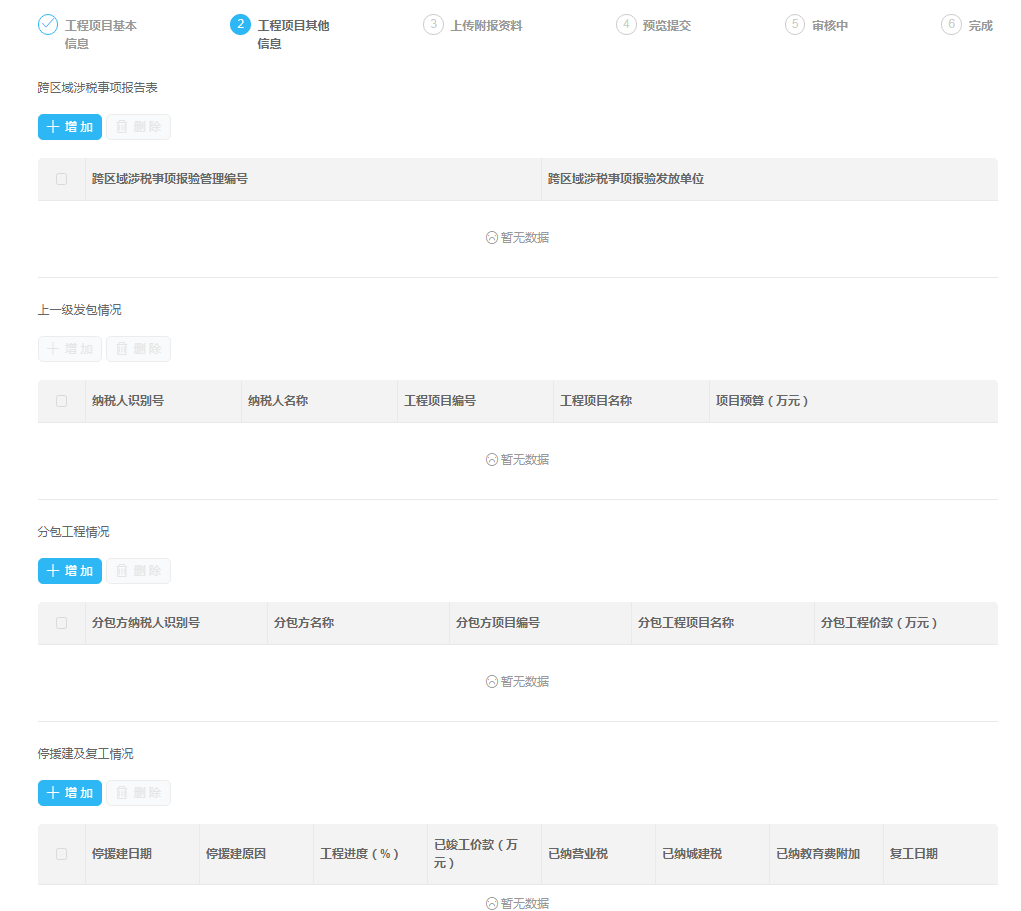 工程项目基本
信息
2 工程项目其他
信息
3 上传附报资料
4 预览提交
5 审核中
6 完成
跨区域涉税事项报告表
增加 删除
跨区域涉税事项报验管理编号 跨区域涉税事项报验发放单位
暂无数据
上一级发包情况
增加 删除
纳税人识别号 纳税人名称 工程项目编号 工程项目名称 项目预算（万元）
暂无数据
分包工程情况
增加 删除
分包方纳税人识别号 分包方名称 分包方项目编号 分包工程项目名称 分包工程价款（万元）
暂无数据
停援建及复工情况
增加 删除
停援建日期 停援建原因 工程进度（%） 已竣工价款（万
元） 已纳营业税 已纳城建税 已纳教育费附加 复工日期
暂无数据